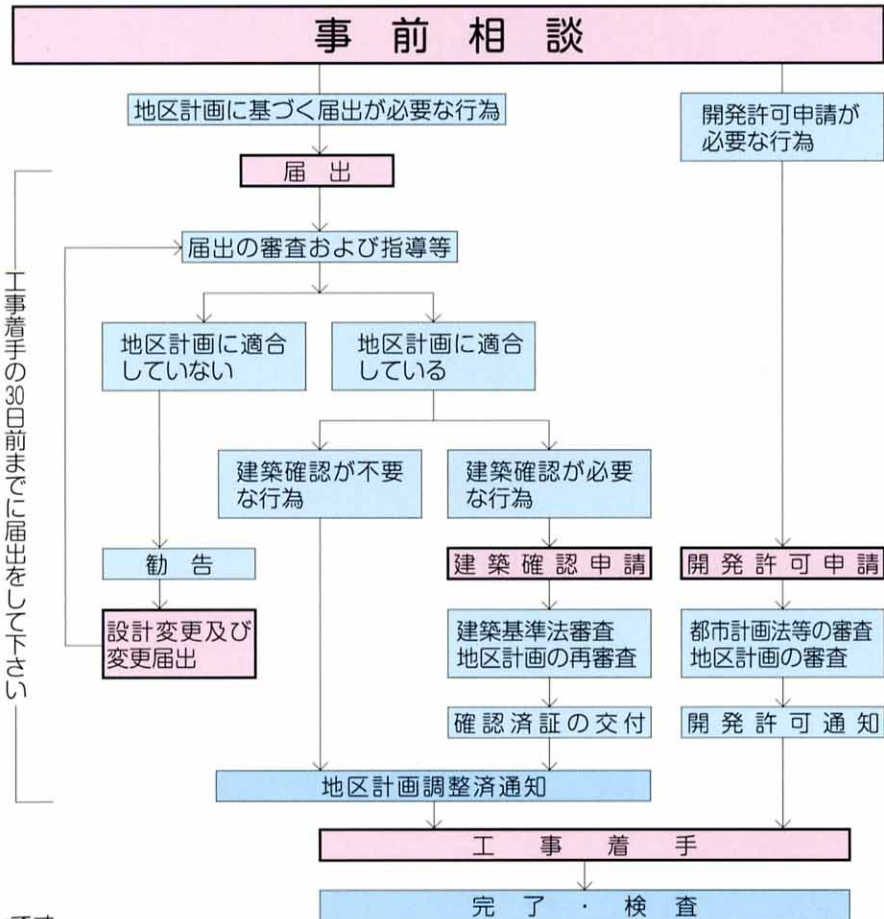 事前相談
地区計画に基づく届出が必要な行為
開発許可申請が
必要な行為
届出
届出の審査および指導等
工事着手の30日前までに届出をして下さい
地区計画に適合
していない
地区計画に適合
している
建築確認が不要
な行為
建築確認が必要
な行為
勧告
建築確認申請
開発許可申請
設計変更及び
変更届出
建築基準法審査
地区計画の再審査
都市計画法等の審査
地区計画の審査
確認済証の交付
開発許可通知
地区計画調整済通知
工事着手
完了・検査